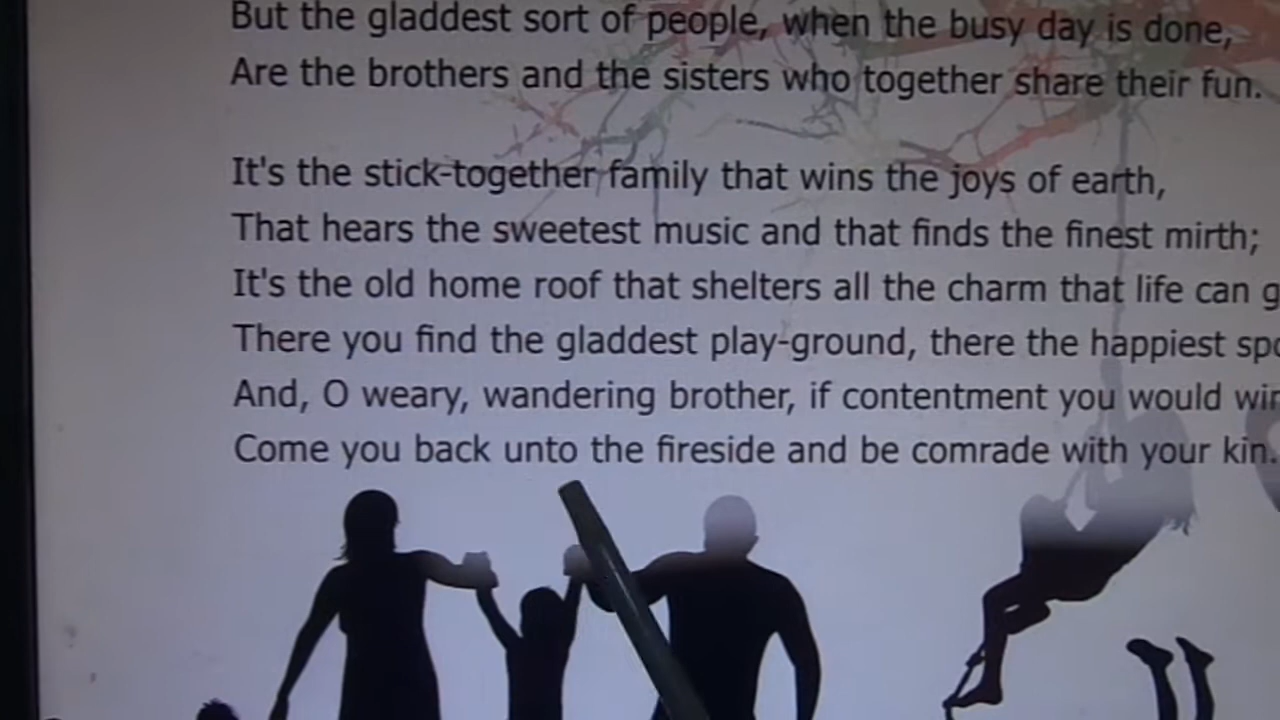 But the gladdest sort of people, when the busy day is done,
Are the brothers and the sisters who together share their fun.
It's the stick-together family that wins the joys of earth,
That hears the sweetest music and that finds the finest mirth;
It's the old home roof that shelters all the charm that life can
There you find the gladdest play-ground, there the happiest
And, O weary, wandering brother, if contentment you would
Come you back unto the fireside and be comrade with your kin.